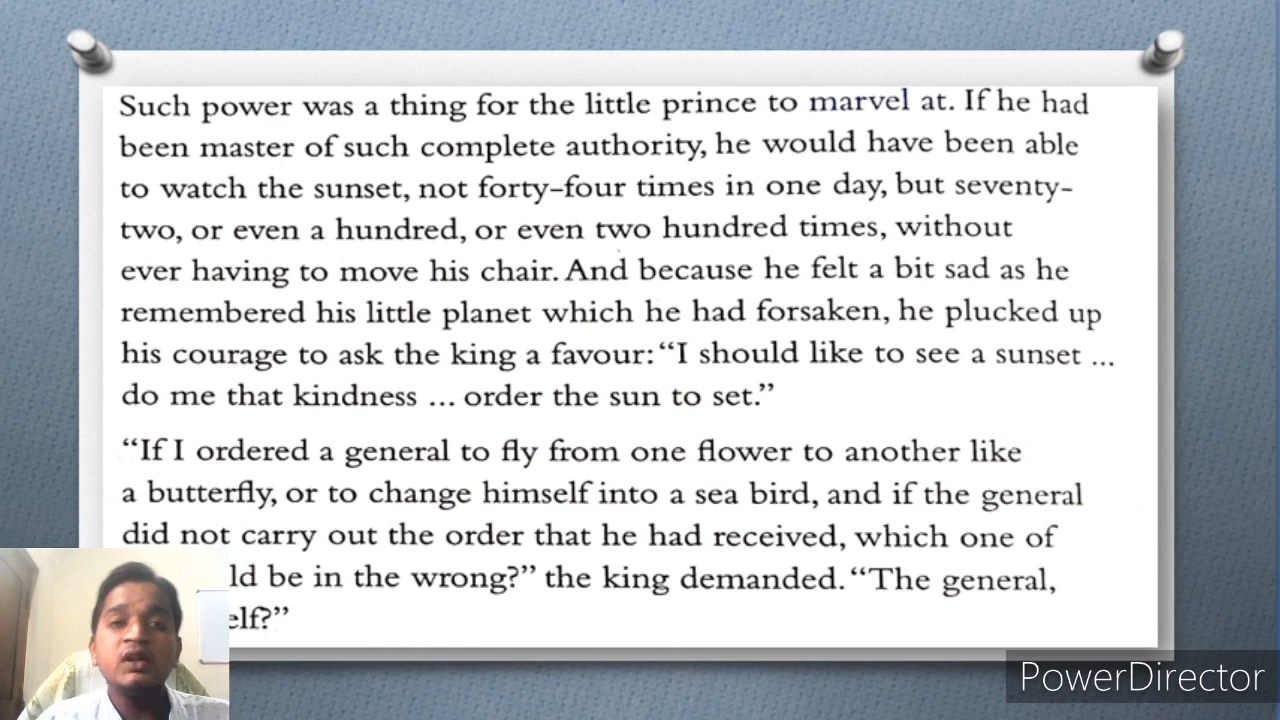 Such power was a thing for the little prince to marvel at. If he had
been master of such complete authority, he would have been able
to watch the sunset, not forty-four times in one day, but seventy-
two, or even a hundred, or even two hundred times, without
ever having to move his chair. And because he felt a bit sad as he
remembered his little planet which he had forsaken, he plucked up
his courage to ask the king a favour: “I should like to see a sunset ...
do me that kindness ... order the sun to set.”
“If I ordered a general to fly from one flower to another like
a butterfly, or to change himself into a sea bird, and if the general
did not carry out the order that he had received, which one of
ld be in the wrong?” the king demanded. “The general,
elf?”
PowerDirector